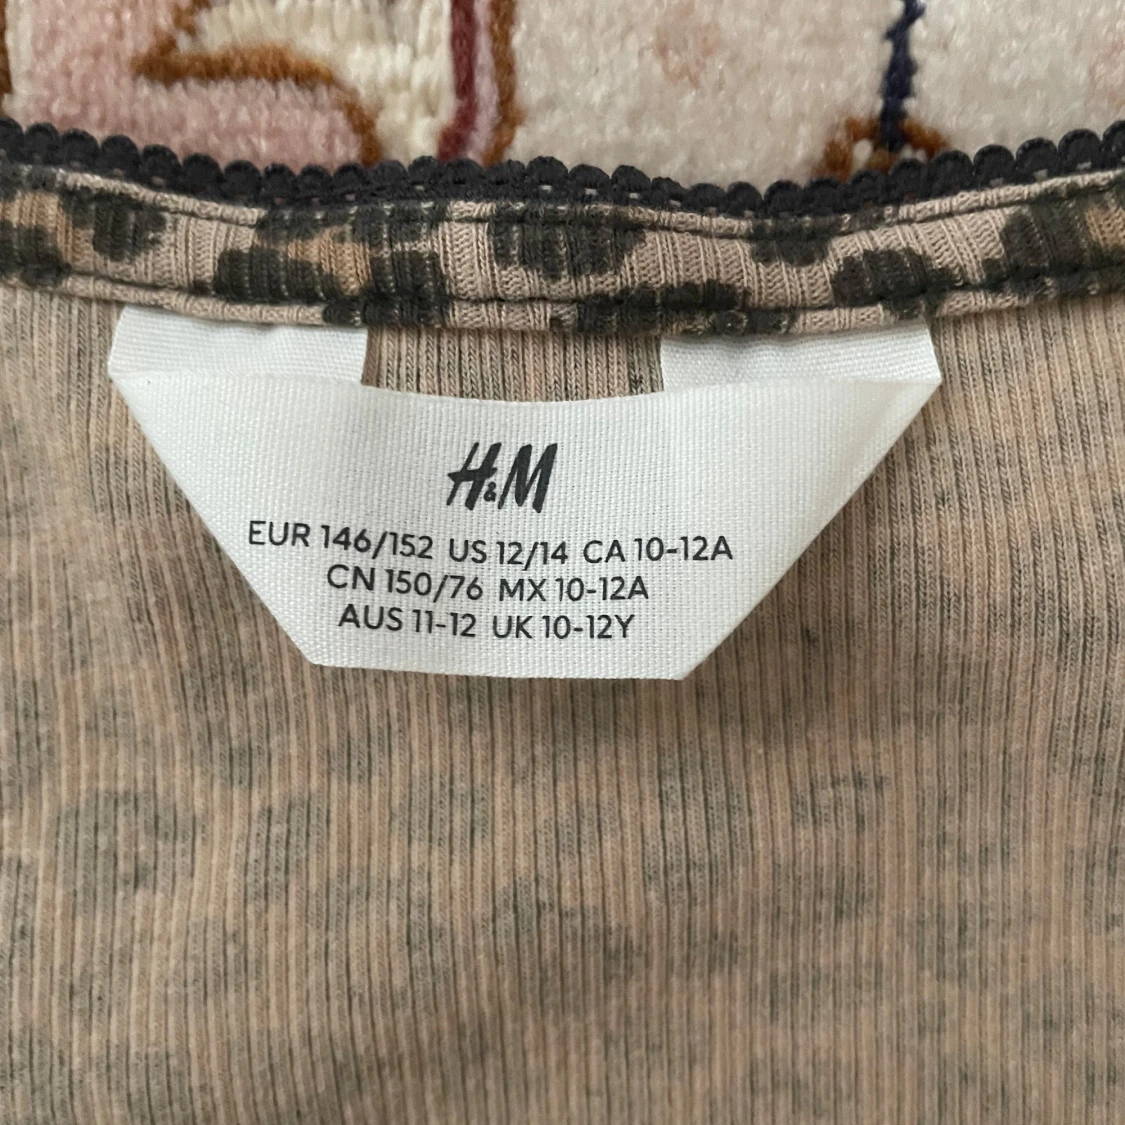 H&M
EUR 146/152 US 12/14 CA 10-12A
CN 150/76 MX 10-12A
AUS 11-12 UK 10-12Y